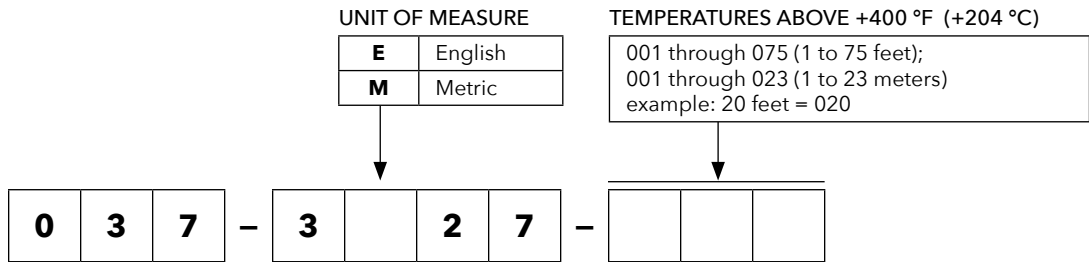 UNIT OF MEASURE
E English
M Metric
TEMPERATURES ABOVE +400 °F (+204 °C)
001 through 075 (1 to 75 feet);
001 through 023 (1 to 23 meters)
example: 20 feet = 020
0 3 7 – 3 2 7 –